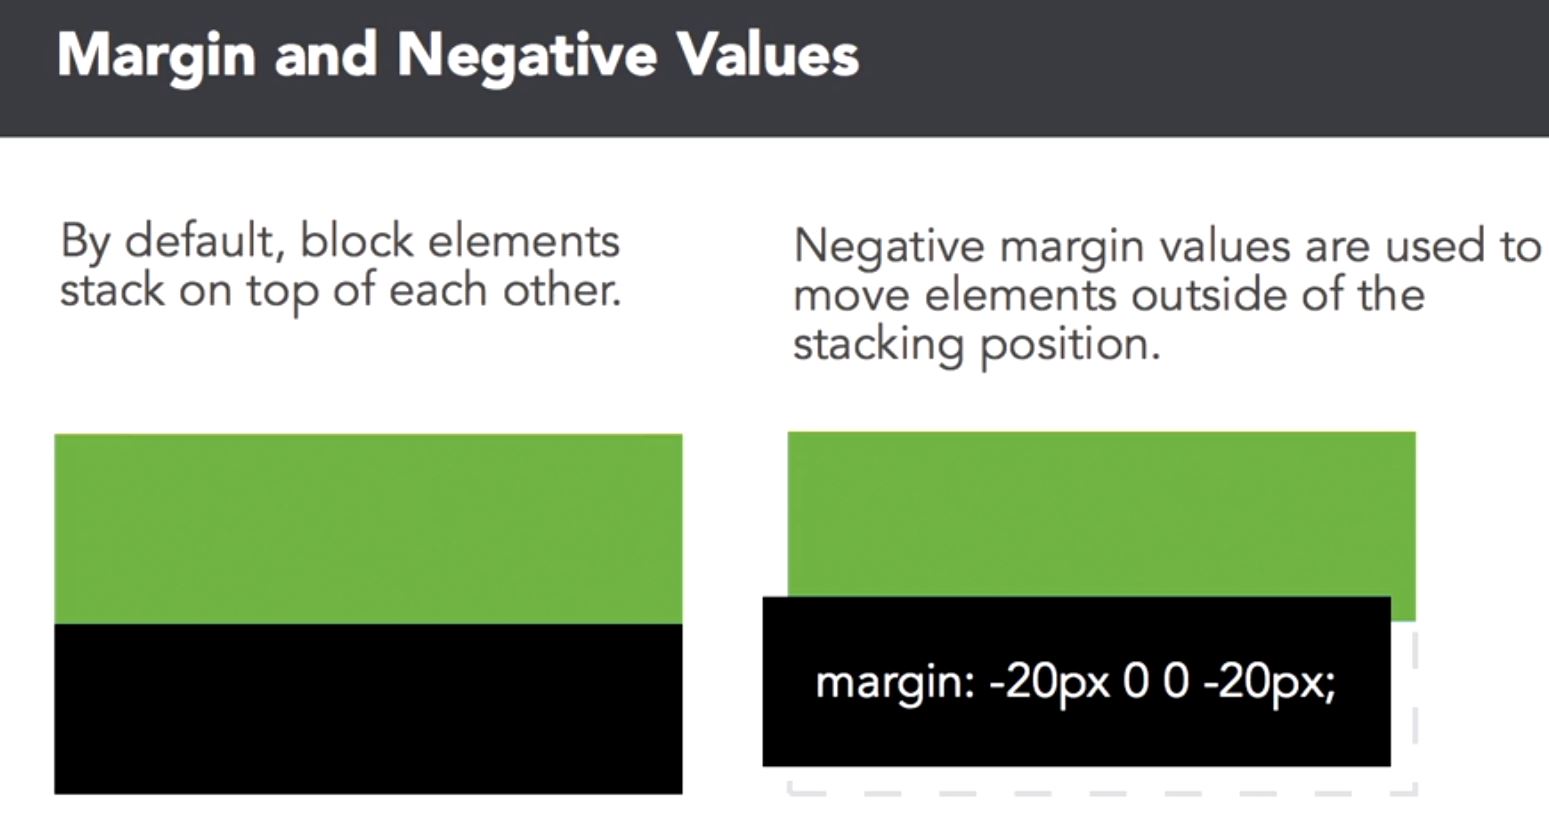 Margin and Negative Values
By default, block elements
stack on top of each other.
Negative margin values are used to
move elements outside of the
stacking position.
margin: -20px 0 0 -20px;